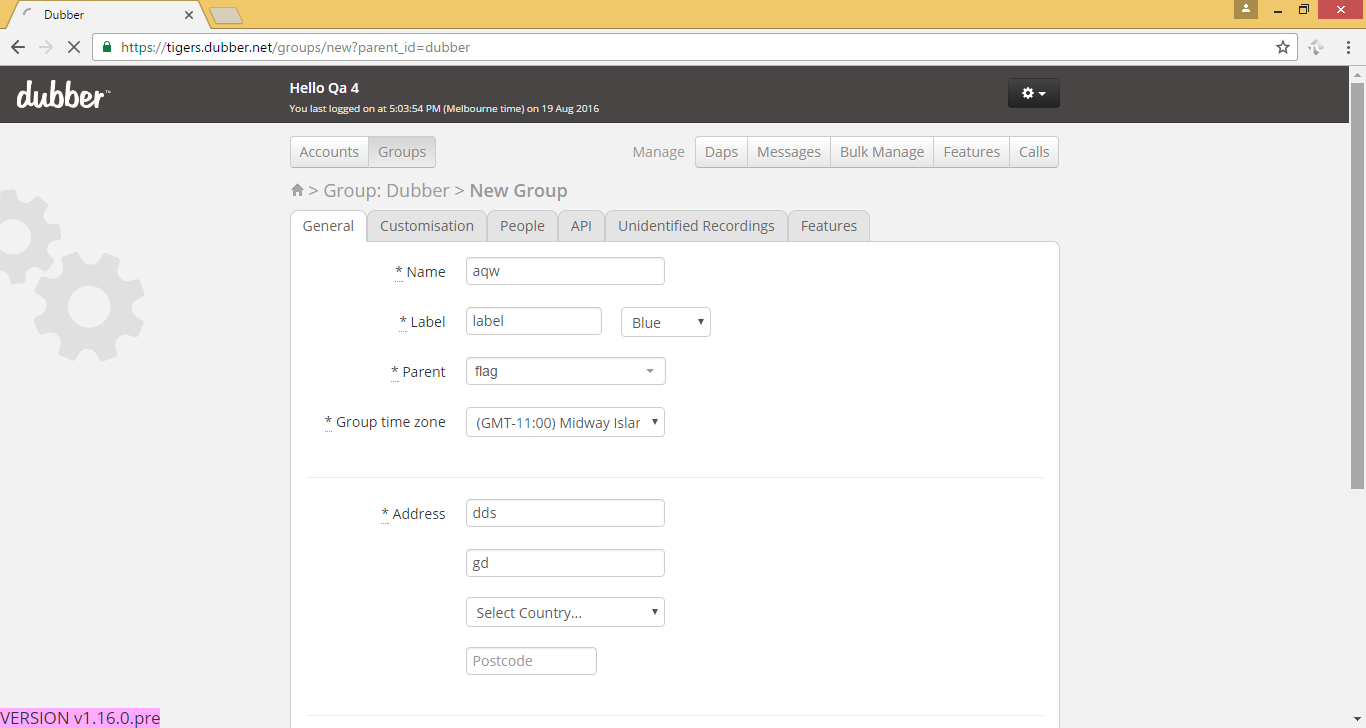 Dubber
https://tigers.dubber.net/groups/new?parent_id=dubber
dubber™
Hello Qa 4
You last logged on at 5:03:54 PM (Melbourne time) on 19 Aug 2016
Accounts Groups Manage Daps Messages Bulk Manage Features Calls
> Group: Dubber > New Group
General Customisation People API Unidentified Recordings Features
* Name aqw
* Label label Blue
* Parent flag
* Group time zone (GMT-11:00) Midway Islar
* Address dds
gd
Select Country...
Postcode
VERSION v1.16.0.pre